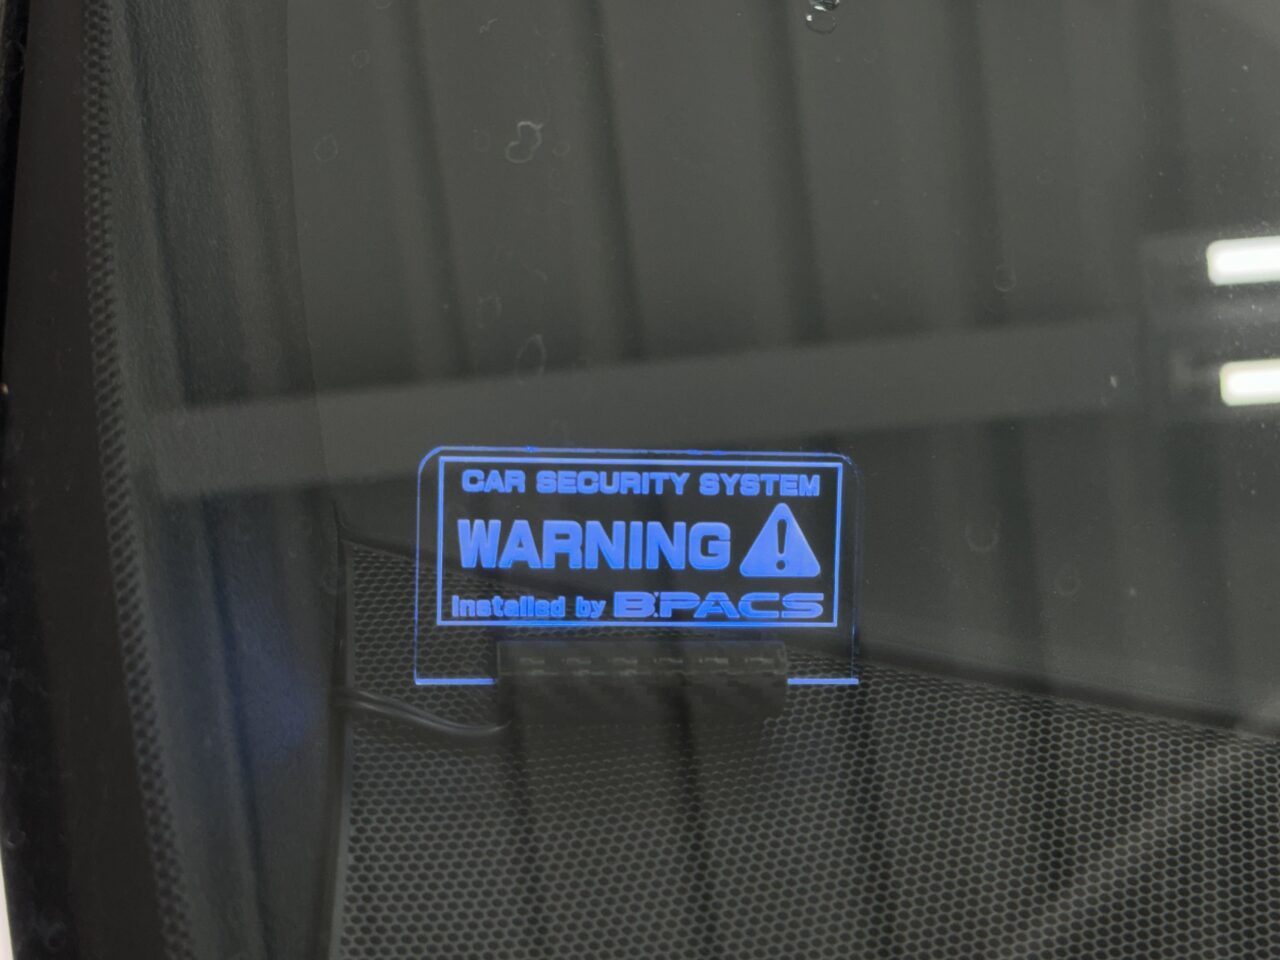 CAR SECURITY SYSTEM
WARNING
Installed by B:PACS